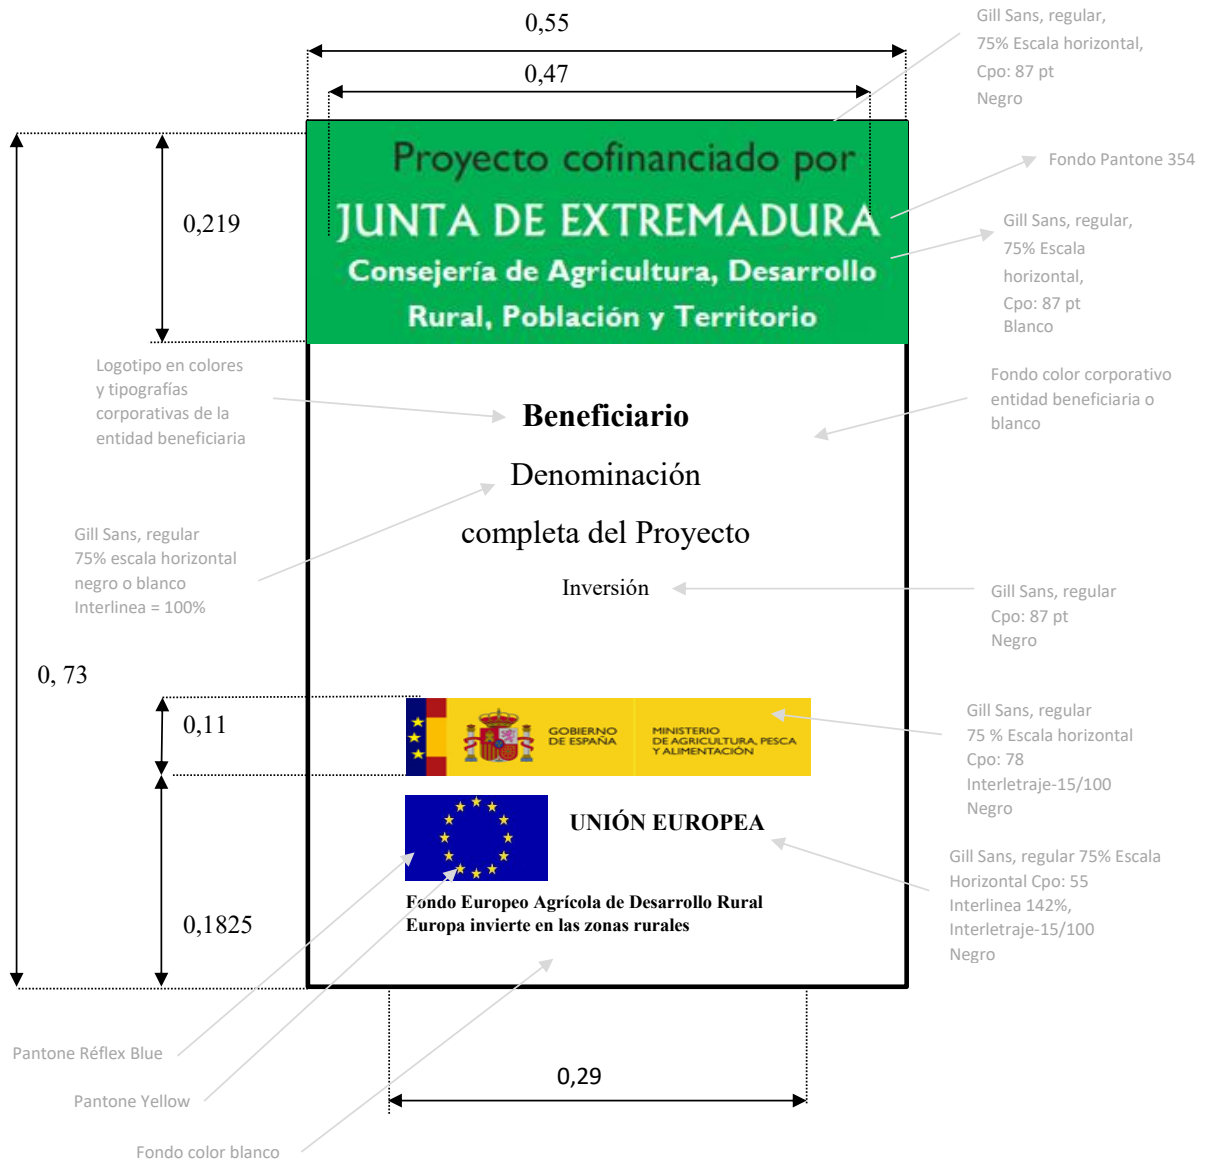 0,55
Gill Sans, regular,
75% Escala horizontal,
Cpo: 87 pt
Negro
0,47
Proyecto cofinanciado por
JUNTA DE EXTREMADURA
Consejería de Agricultura, Desarrollo
Rural, Población y Territorio
Fondo Pantone 354
0,219
Gill Sans, regular,
75% Escala
horizontal,
Cpo: 87 pt
Blanco
Logotipo en colores
y tipografías
corporativas de la
entidad beneficiaria
Fondo color corporativo
entidad beneficiaria o
blanco
Beneficiario
Denominación
completa del Proyecto
Inversión
Gill Sans, regular
75% escala horizontal
negro o blanco
Interlinea = 100%
Gill Sans, regular
Cpo: 87 pt
Negro
0, 73
0,11
GOBIERNO
DE ESPAÑA
MINISTERIO
DE AGRICULTURA, PESCA
Y ALIMENTACIÓN
Gill Sans, regular
75 % Escala horizontal
Cpo: 78
Interletraje-15/100
Negro
UNIÓN EUROPEA
Gill Sans, regular 75% Escala
Horizontal Cpo: 55
Interlinea 142%,
Interletraje-15/100
Negro
Fondo Europeo Agrícola de Desarrollo Rural
Europa invierte en las zonas rurales
0,1825
Pantone Réflex Blue
0,29
Pantone Yellow
Fondo color blanco